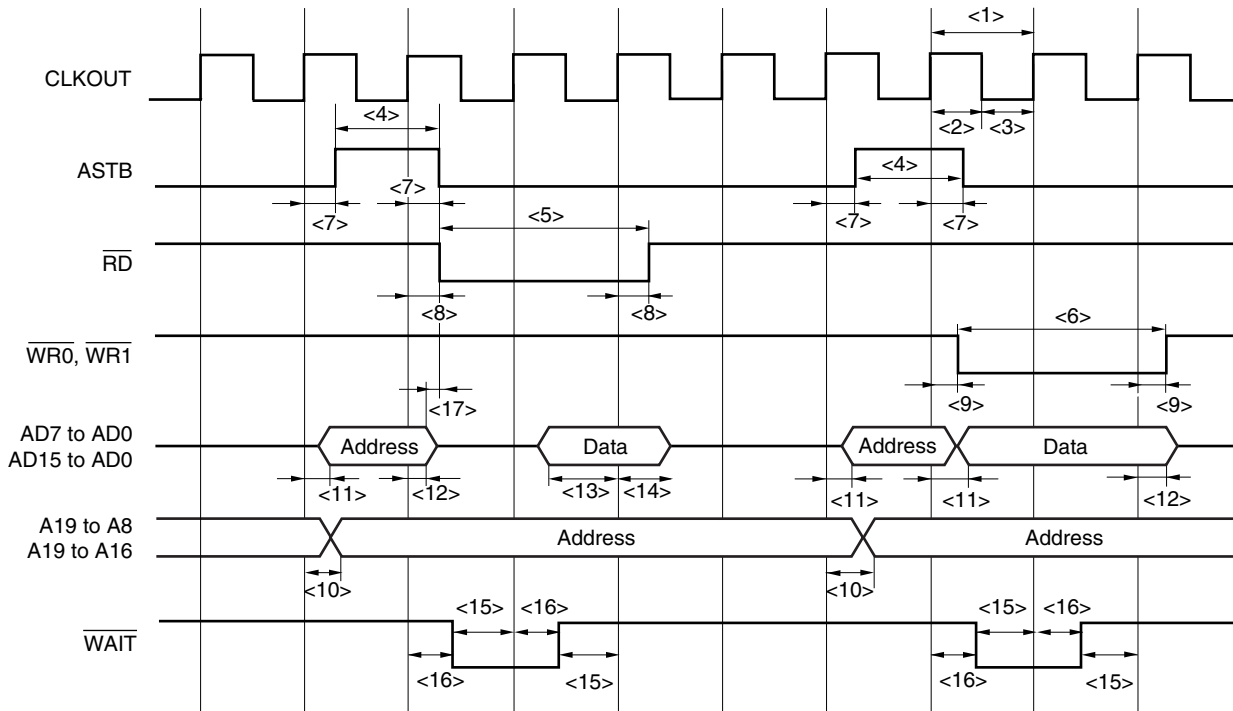 <1>
CLKOUT
<4>
<2> <3>
ASTB
<7>
<4>
<7>
<5>
<7>
<7>
RD
<8>
<8>
<6>
WR0, WR1
<17>
<9>
<9>
AD7 to AD0
AD15 to AD0
Address
Data
Address
Data
<11>
<12>
<13>
<14>
<11>
<11>
<12>
A19 to A8
A19 to A16
Address
Address
<10>
<10>
<15>
<16>
<15>
<16>
WAIT
<16>
<15>
<16>
<15>